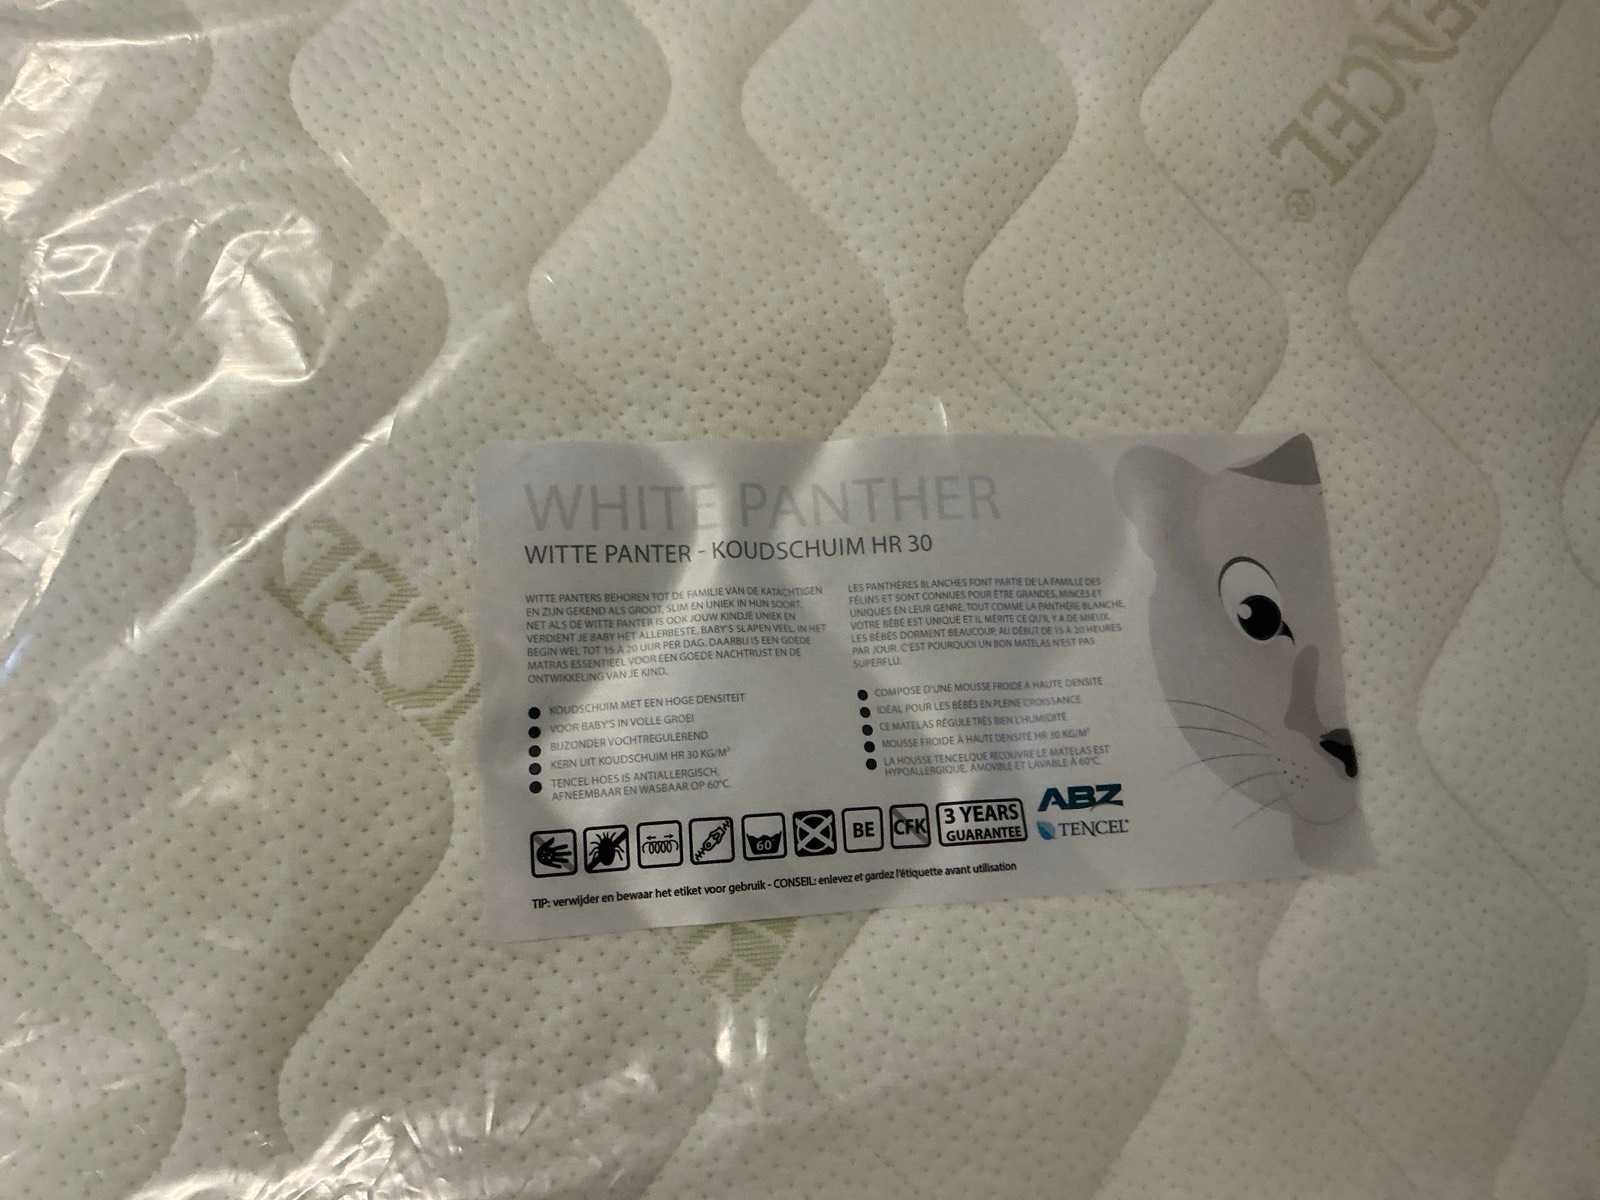 TENCEL®
TENCEL
WHITE PANTHER
WITTE PANTER - KOUDSCHUIM HR 30
WITTE PANTERS BEHOREN TOT DE FAMILIE VAN DE KATACHTIGEN
EN ZIJN GEKEND ALS GROOT, SLIM EN UNIEK IN HUN SOORT.
NET ALS DE WITTE PANTER IS OOK JOUW KINDJE UNIEK EN
VERDIENT JE BABY HET ALLERBESTE. BABY'S SLAPEN VEEL, IN HET
BEGIN WEL TOT 15 À 20 UUR PER DAG. DAARBIJ IS EEN GOEDE
MATRAS ESSENTIEEL VOOR EEN GOEDE NACHTRUST EN DE
ONTWIKKELING VAN JE KIND.
KOUDSCHUIM MET EEN HOGE DENSITEIT
VOOR BABY'S IN VOLLE GROEI
BIJZONDER VOCHTREGULEREND
KERN UIT KOUDSCHUIM HR 30 KG/M³
TENCEL HOES IS ANTIALLERGISCH,
AFNEEMBAAR EN WASBAAR OP 60°C.
LES PANTHÈRES BLANCHES FONT PARTIE DE LA FAMILLE DES
FÉLINS ET SONT CONNUES POUR ÊTRE GRANDES, MINCES ET
UNIQUES EN LEUR GENRE. TOUT COMME LA PANTHÈRE BLANCHE,
VOTRE BÉBÉ EST UNIQUE ET IL MÉRITE CE QU'IL Y A DE MIEUX.
LES BÉBÉS DORMENT BEAUCOUP, AU DÉBUT DE 15 À 20 HEURES
PAR JOUR. C'EST POURQUOI UN BON MATELAS N'EST PAS
SUPERFLU.
COMPOSÉ D'UNE MOUSSE FROIDE À HAUTE DENSITÉ
IDÉAL POUR LES BÉBÉS EN PLEINE CROISSANCE
CE MATELAS RÉGULE TRÈS BIEN L'HUMIDITÉ
MOUSSE FROIDE À HAUTE DENSITÉ HR 30 KG/M³
LA HOUSSE TENCELQUE RECOUVRE LE MATELAS EST
HYPOALLERGIQUE, AMOVIBLE ET LAVABLE À 60°C.
60° BE CFK 3 YEARS GUARANTEE
ABZ
TENCEL®
TIP: verwijder en bewaar het etiket voor gebruik - CONSEIL: enlevez et gardez l'étiquette avant utilisation